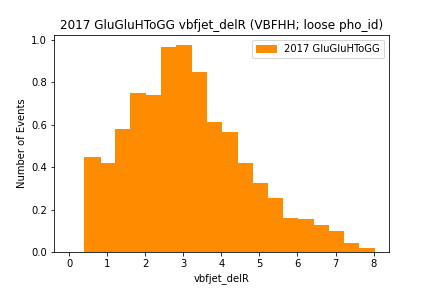 2017 GluGluHToGG vbfjet_delR (VBFHH; loose pho_id)
2017 GluGluHToGG
Number of Events
1.0
0.8
0.6
0.4
0.2
0.0
0 1 2 3 4 5 6 7 8
vbfjet_delR